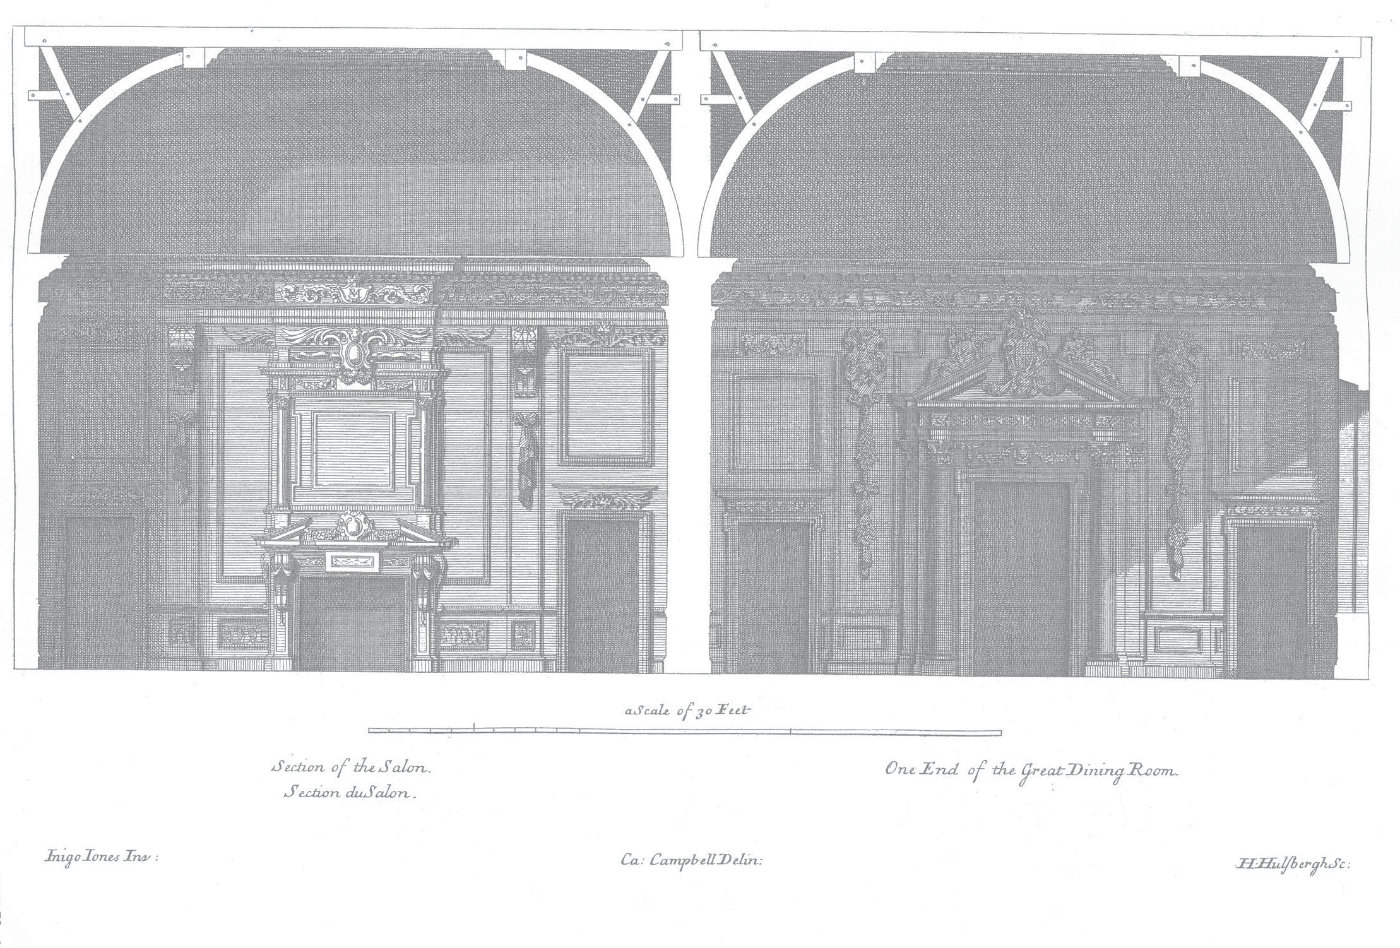 a Scale of 30 Feet
Section of the Salon.
Section du Salon.
One End of the Great Dining Room.
Inigo Iones Inv:
Ca: Campbell Delin:
H: Hulsbergh Sc: